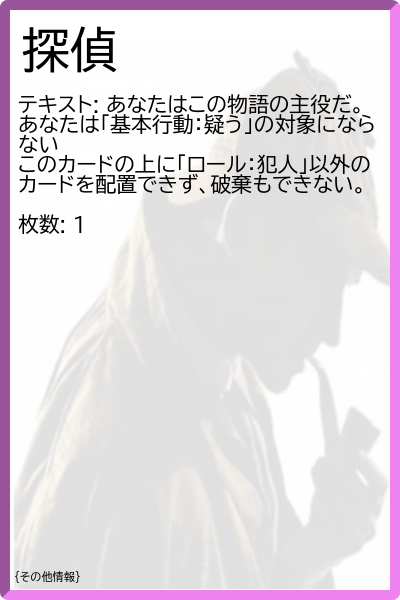 探偵
テキスト: あなたはこの物語の主役だ。
あなたは「基本行動：疑う」の対象になら
ない
このカードの上に「ロール：犯人」以外の
カードを配置できず、破棄もできない。
枚数: 1
{その他情報}